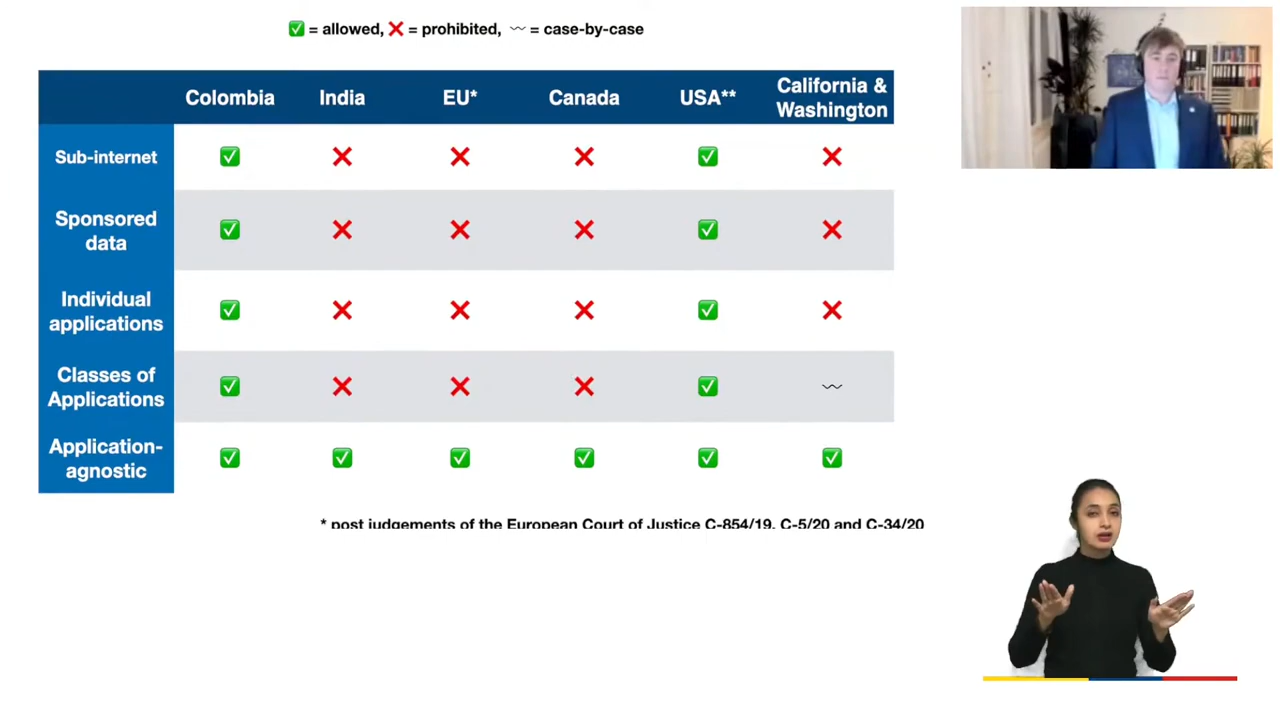 ✅ = allowed, ❌ = prohibited, 〰 = case-by-case
Colombia India EU* Canada USA** California & Washington
Sub-internet ✅ ❌ ❌ ❌ ✅ ❌
Sponsored data ✅ ❌ ❌ ❌ ✅ ❌
Individual applications ✅ ❌ ❌ ❌ ✅ ❌
Classes of Applications ✅ ❌ ❌ ❌ ✅ 〰
Application-agnostic ✅ ✅ ✅ ✅ ✅ ✅
* post judgements of the European Court of Justice C-854/19, C-5/20 and C-34/20